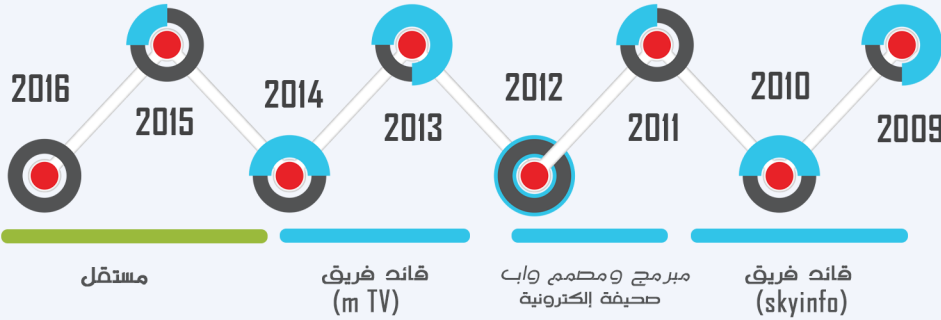 2016
2015
2014
2013
2012
2011
2010
2009
قائد فريق
(skyinfo)
مبرمج ومصمم واب
صحيفة إلكترونية
قائد فريق
(m TV)
مستقل